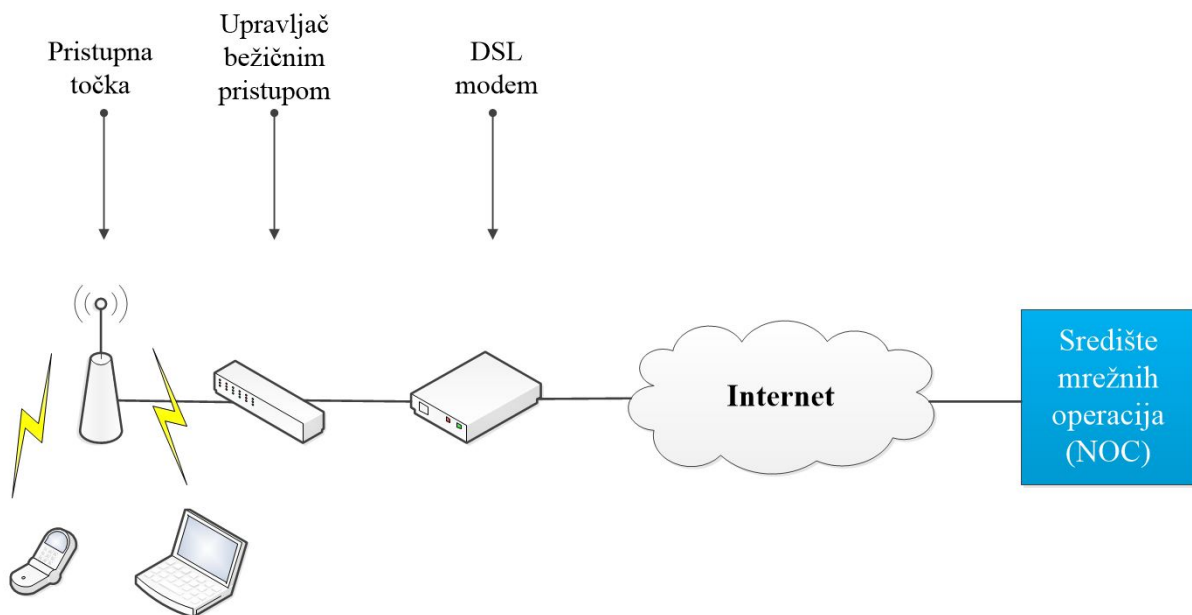 Pristupna
točka
Upravljač
bežičnim
pristupom
DSL
modem
Internet
Središte
mrežnih
operacija
(NOC)